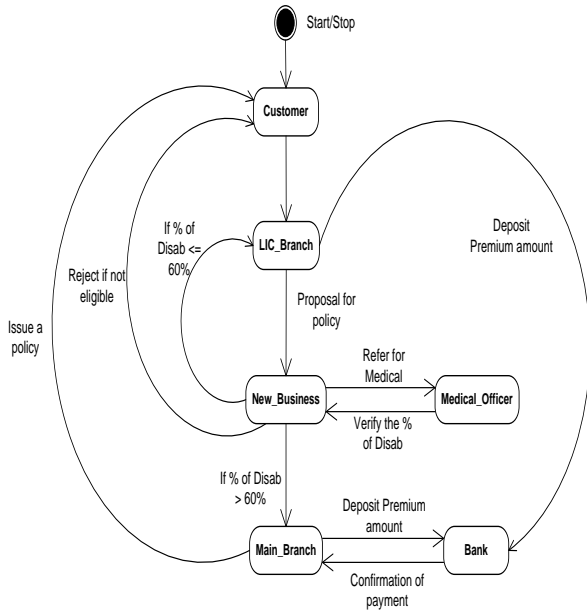 Start/Stop
Customer
If % of
Disab <=
60%
LIC_Branch
Deposit
Premium amount
Reject if not
eligible
Proposal for
policy
Issue a
policy
Refer for
Medical
New_Business
Medical_Officer
Verify the %
of Disab
If % of Disab
> 60%
Deposit Premium
amount
Main_Branch
Bank
Confirmation of
payment